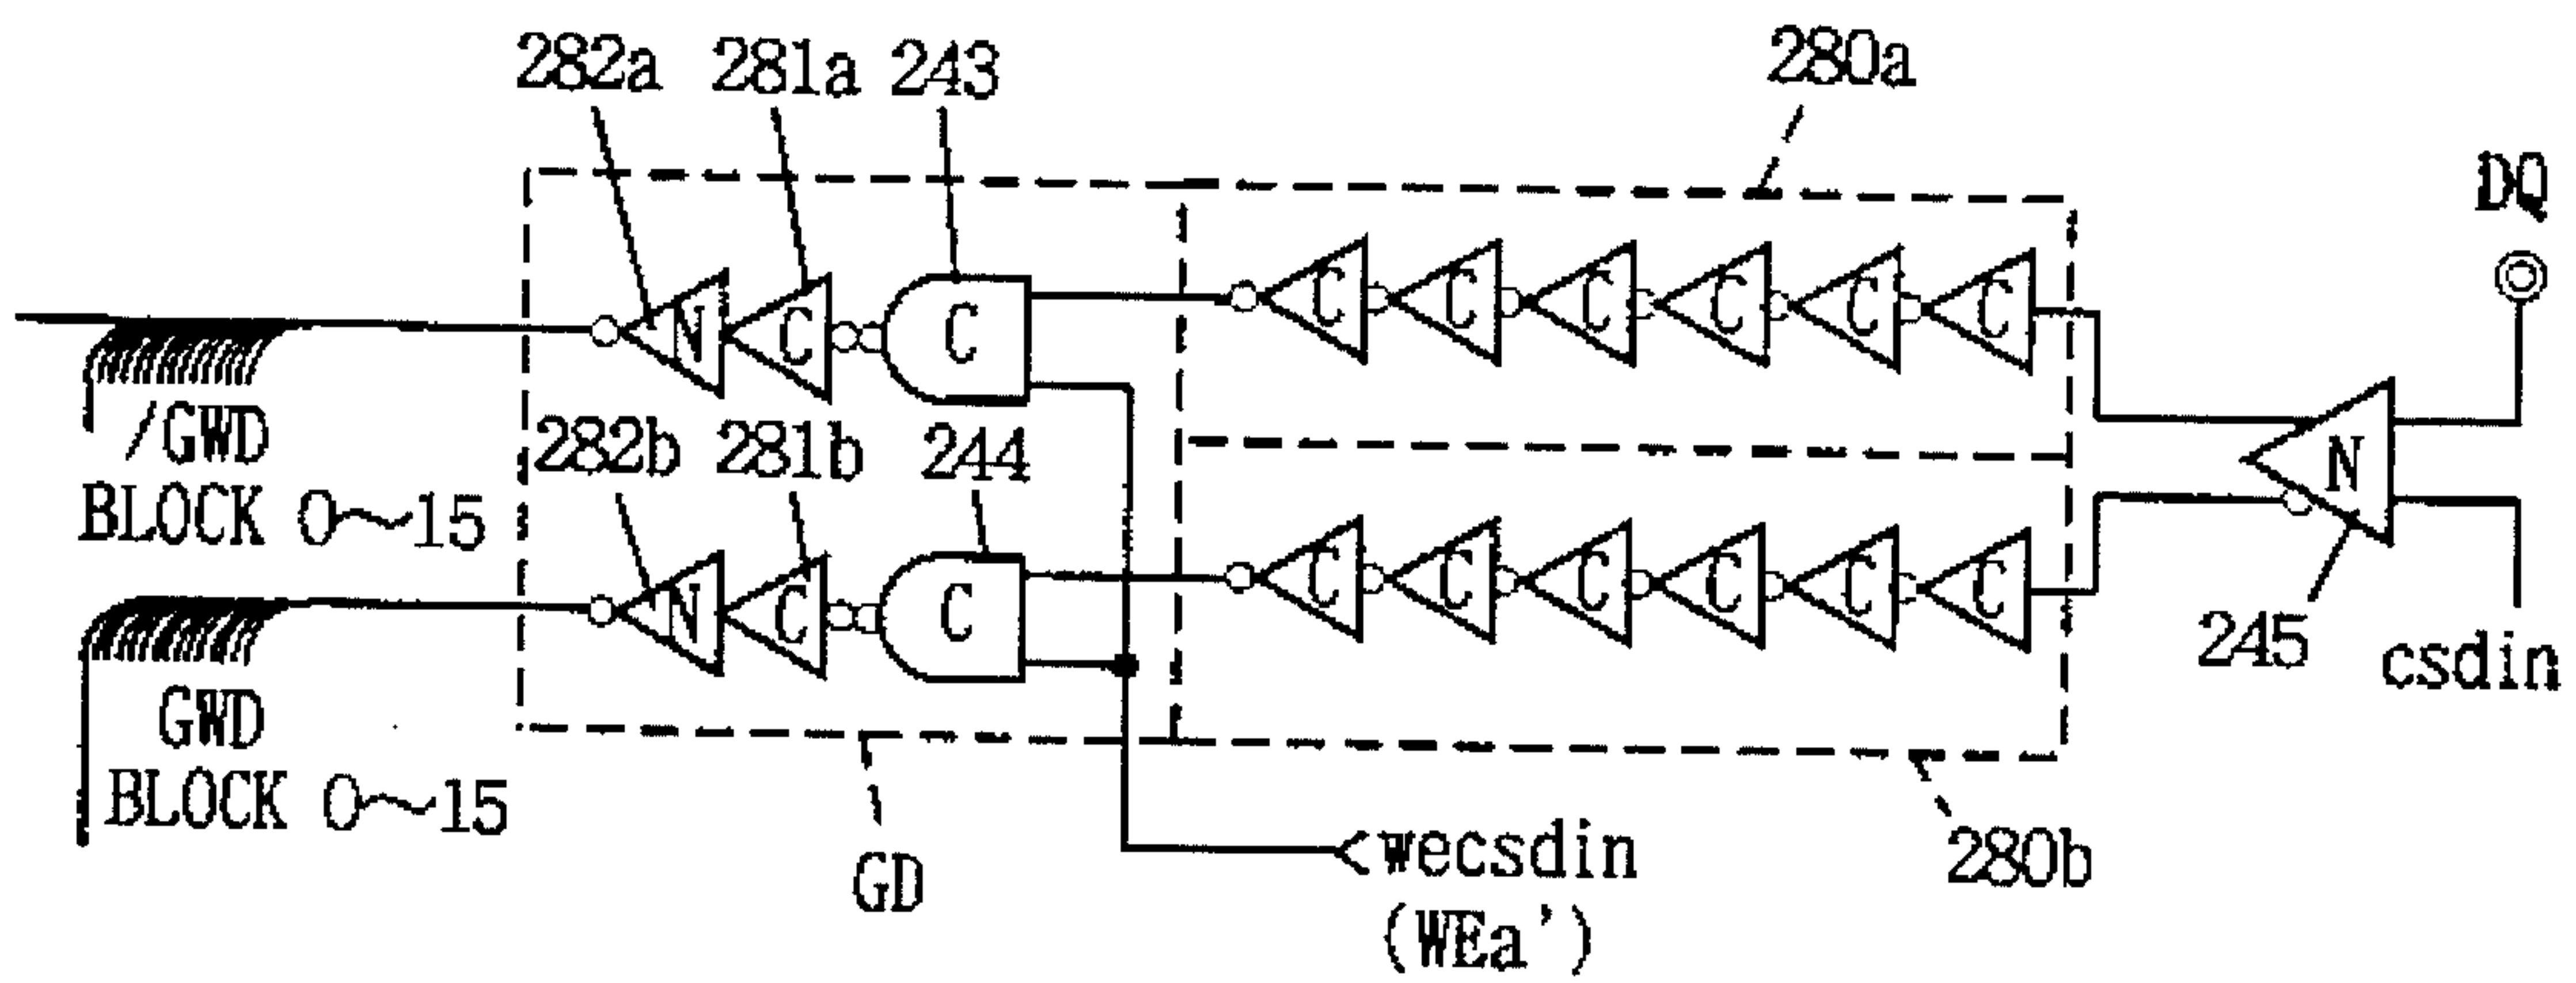 282a 281a 243 280a
DQ
C C C C C C
N C C
N
/GWD
BLOCK 0~15
282b 281b 244
245 csdin
C C C C C C
N C C
GWD
BLOCK 0~15
GD
wecsdin
(WEa')
280b